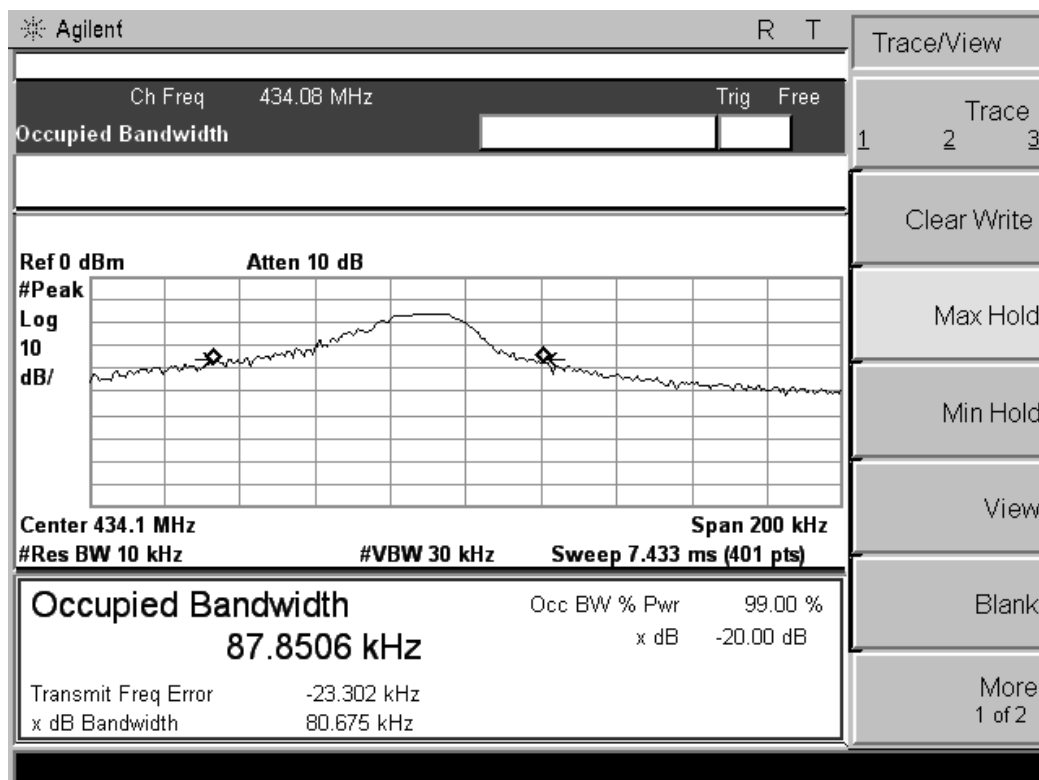 Agilent R T
Ch Freq 434.08 MHz Trig Free
Occupied Bandwidth
Ref 0 dBm Atten 10 dB
#Peak
Log
10
dB/
Center 434.1 MHz Span 200 kHz
#Res BW 10 kHz #VBW 30 kHz Sweep 7.433 ms (401 pts)
Occupied Bandwidth
87.8506 kHz
Occ BW % Pwr 99.00 %
x dB -20.00 dB
Transmit Freq Error -23.302 kHz
x dB Bandwidth 80.675 kHz
Trace/View
Trace
1 2 3
Clear Write
Max Hold
Min Hold
View
Blank
More
1 of 2